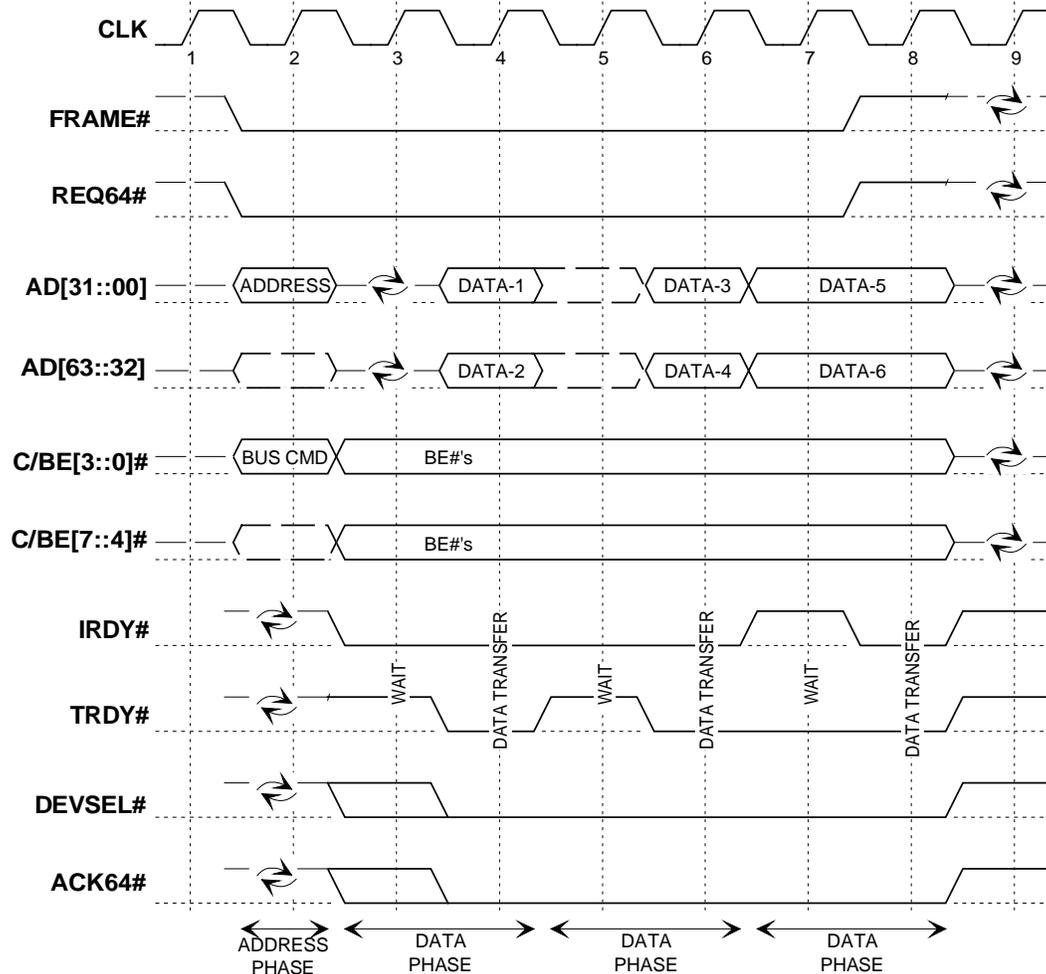 CLK
1 2 3 4 5 6 7 8 9
FRAME#
REQ64#
AD[31::00] ADDRESS DATA-1 DATA-3 DATA-5
AD[63::32] DATA-2 DATA-4 DATA-6
C/BE[3::0]# BUS CMD BE#'s
C/BE[7::4]# BE#'s
IRDY#
WAIT DATA TRANSFER WAIT DATA TRANSFER WAIT DATA TRANSFER
TRDY#
DEVSEL#
ACK64#
ADDRESS PHASE
DATA PHASE
DATA PHASE
DATA PHASE